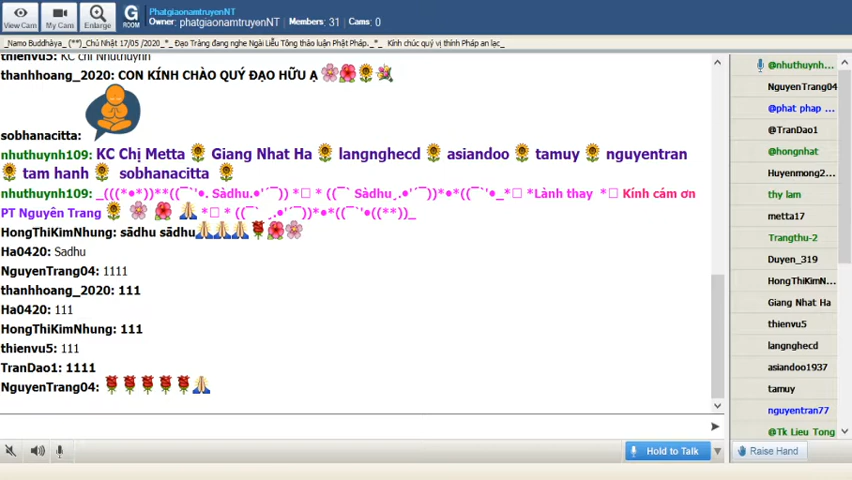 PhatgiaonamtruyenNT
Owner: phatgiaonamtruyenNT Members: 31 Cams: 0
View Cam My Cam Enlarge G ROOM
_Namo Buddhàya_ (**)_Chủ Nhật 17/05 /2020_*_ Đạo Tràng đang nghe Ngài Liễu Tông thảo luận Phật Pháp._*_ Kính chúc quý vị thính Pháp an lạc_
thienvu5: KC chi Nhuthuynh
thanhhoang_2020: CON KÍNH CHÀO QUÝ ĐẠO HỮU Ạ
sobhanacitta:
nhuthuynh109: KC Chị Metta Giang Nhat Ha langnghecd asiandoo tamuy nguyentran
tam hanh sobhanacitta
nhuthuynh109: _(((*•*))**((¯`'•. Sàdhu.•'´¯)) *□ * ((¯` Sàdhu¸.•'´¯))*•*((¯`'•_*□ *Lành thay *□ Kính cám ơn
PT Nguyên Trang *□ * ((¯` ¸.•'´¯))*•*((¯`'•((**))_
HongThiKimNhung: sādhu sādhu
Ha0420: Sadhu
NguyenTrang04: 1111
thanhhoang_2020: 111
Ha0420: 111
HongThiKimNhung: 111
thienvu5: 111
TranDao1: 1111
NguyenTrang04:
Hold to Talk
@nhuthuynh...
NguyenTrang04
@phat phap ...
@TranDao1
@hongnhat
Huyenmong2...
thy lam
metta17
Trangthu-2
Duyen_319
HongThiKimN...
Giang Nhat Ha
thienvu5
langnghecd
asiandoo1937
tamuy
nguyentran77
@Tk Lieu Tong
Raise Hand